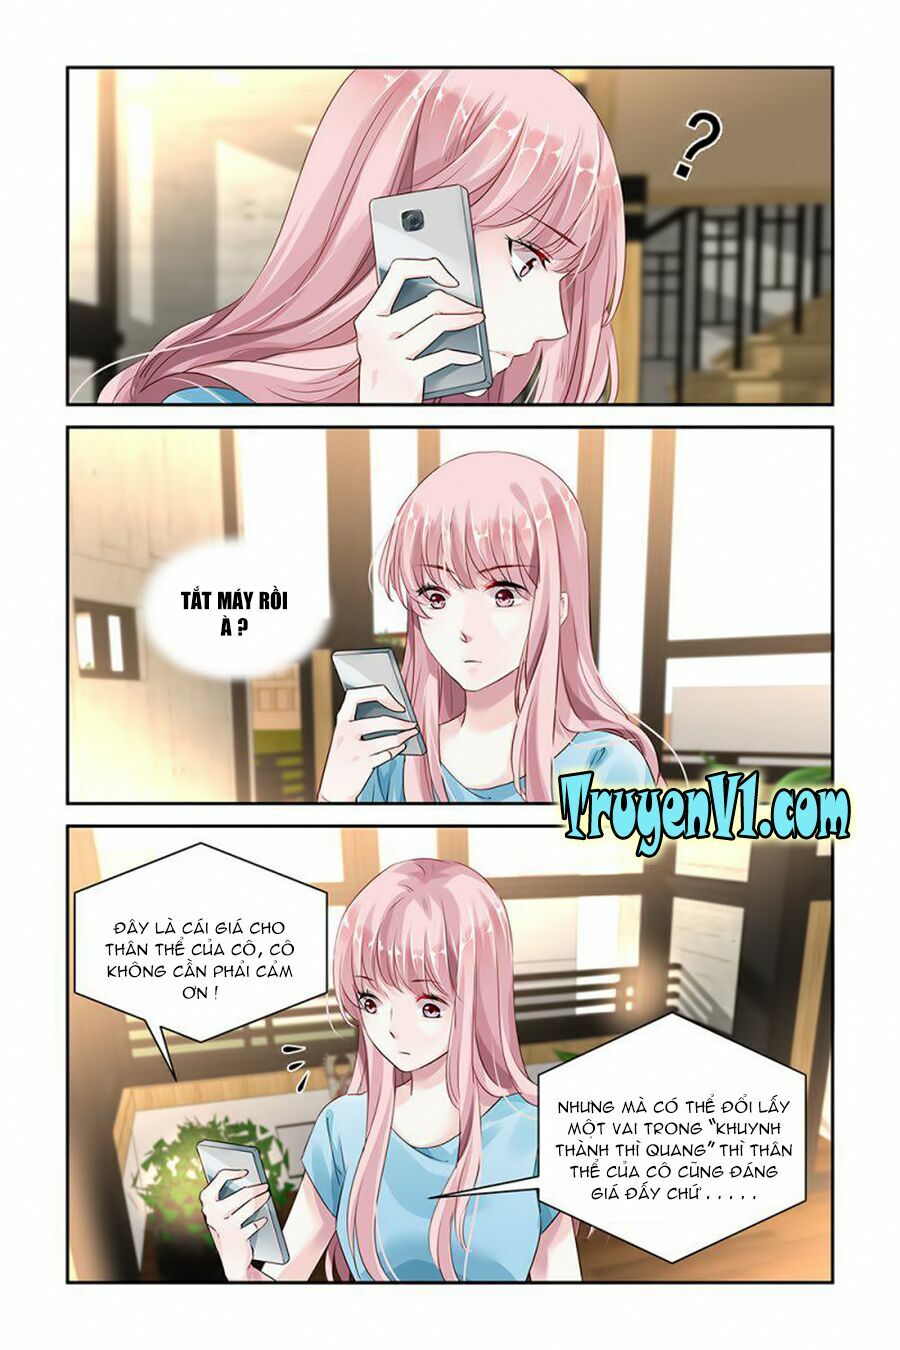 ?
TẮT MÁY RỒI
À ?
TRUYENV1.COM
ĐÂY LÀ CÁI GIÁ CHO
THÂN THỂ CỦA CÔ, CÔ
KHÔNG CẦN PHẢI CẢM
ƠN !
NHƯNG MÀ CÓ THỂ ĐỔI LẤY
MỘT VAI TRONG "KHUYNH
THÀNH THÌ QUANG" THÌ THÂN
THỂ CỦA CÔ CŨNG ĐÁNG
GIÁ ĐẤY CHỨ . . . . .